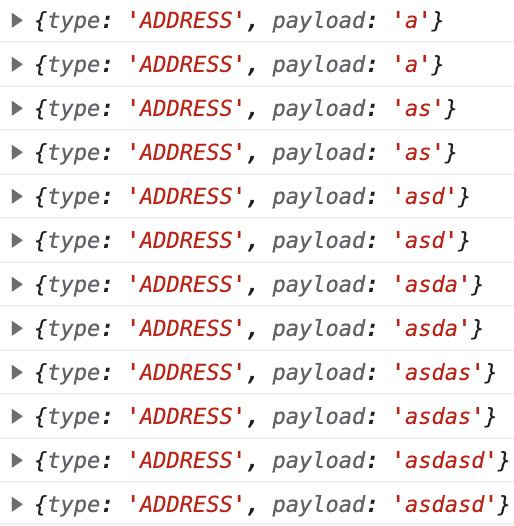 {type: 'ADDRESS', payload: 'a'}
{type: 'ADDRESS', payload: 'a'}
{type: 'ADDRESS', payload: 'as'}
{type: 'ADDRESS', payload: 'as'}
{type: 'ADDRESS', payload: 'asd'}
{type: 'ADDRESS', payload: 'asd'}
{type: 'ADDRESS', payload: 'asda'}
{type: 'ADDRESS', payload: 'asda'}
{type: 'ADDRESS', payload: 'asdas'}
{type: 'ADDRESS', payload: 'asdas'}
{type: 'ADDRESS', payload: 'asdasd'}
{type: 'ADDRESS', payload: 'asdasd'}